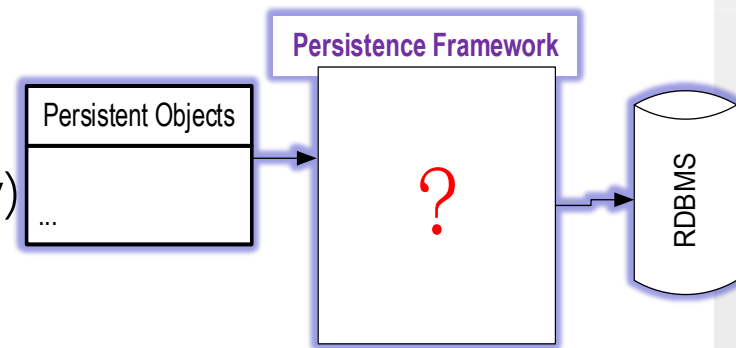 Persistence Framework
Persistent Objects
y)
...
?
RDBMS